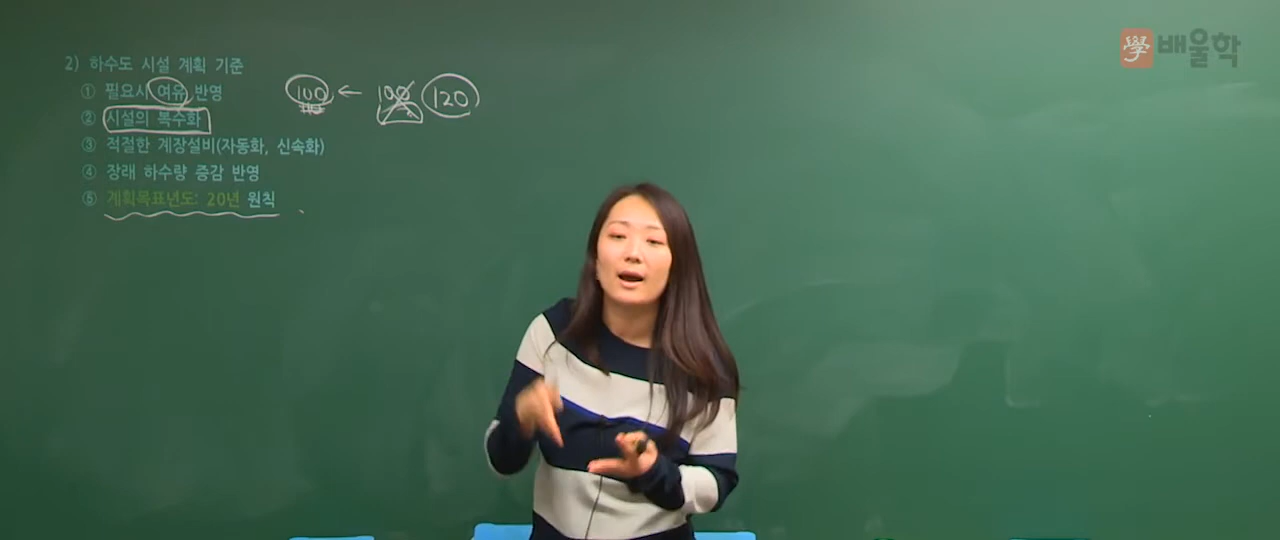 學 배울학
2) 하수도 시설 계획 기준
① 필요시 여유 반영
100 ← 100 120
② 시설의 복수화
③ 적절한 계장설비(자동화, 신속화)
④ 장래 하수량 증감 반영
⑤ 계획목표년도: 20년 원칙